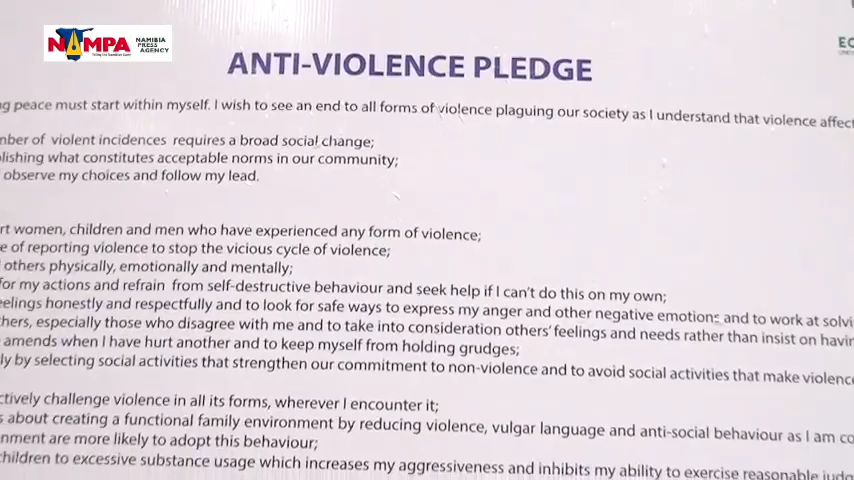 NAMPA
NAMIBIA
PRESS
AGENCY
ANTI-VIOLENCE PLEDGE
peace must start within myself. I wish to see an end to all forms of violence plaguing our society as I understand that violence affect
of violent incidences requires a broad social change;
what constitutes acceptable norms in our community;
observe my choices and follow my lead.
women, children and men who have experienced any form of violence;
of reporting violence to stop the vicious cycle of violence;
others physically, emotionally and mentally;
for my actions and refrain from self-destructive behaviour and seek help if I can't do this on my own;
eelings honestly and respectfully and to look for safe ways to express my anger and other negative emotions and to work at solvi
hers, especially those who disagree with me and to take into consideration others' feelings and needs rather than insist on havin
amends when I have hurt another and to keep myself from holding grudges;
ly by selecting social activities that strengthen our commitment to non-violence and to avoid social activities that make violence
ctively challenge violence in all its forms, wherever I encounter it;
about creating a functional family environment by reducing violence, vulgar language and anti-social behaviour as I am co
nment are more likely to adopt this behaviour;
children to excessive substance usage which increases my aggressiveness and inhibits my ability to exercise reasonable judg